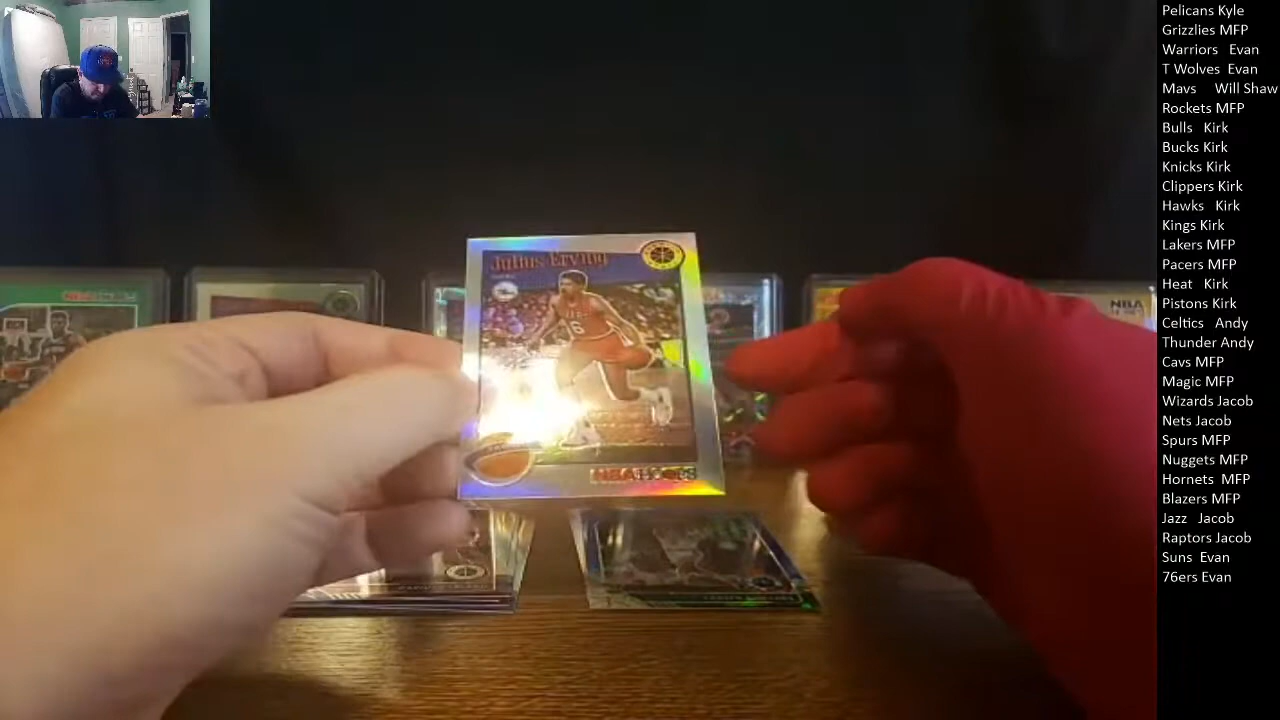 Pelicans Kyle
Grizzlies MFP
Warriors Evan
T Wolves Evan
Mavs Will Shaw
Rockets MFP
Bulls Kirk
Bucks Kirk
Knicks Kirk
Clippers Kirk
Hawks Kirk
Kings Kirk
Lakers MFP
Pacers MFP
Heat Kirk
Pistons Kirk
Celtics Andy
Thunder Andy
Cavs MFP
Magic MFP
Wizards Jacob
Nets Jacob
Spurs MFP
Nuggets MFP
Hornets MFP
Blazers MFP
Jazz Jacob
Raptors Jacob
Suns Evan
76ers Evan
Julius Erving
NBA HOOPS
NBA